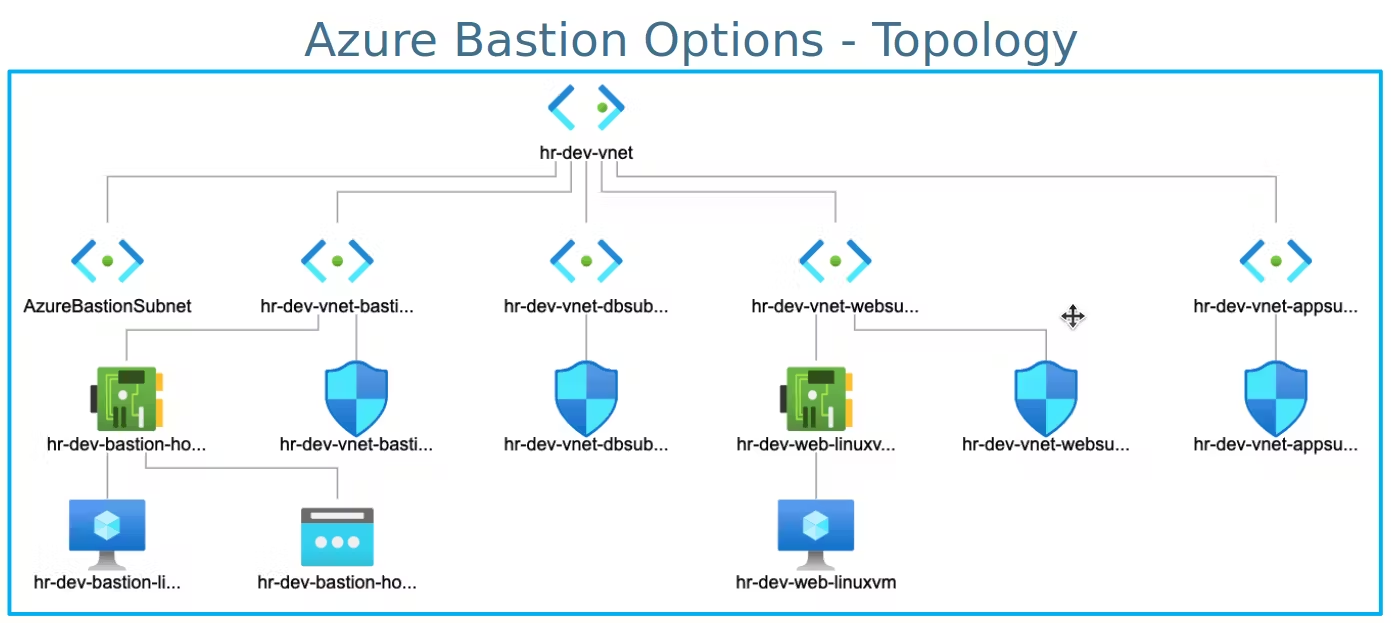 Azure Bastion Options - Topology
hr-dev-vnet
AzureBastionSubnet
hr-dev-vnet-basti...
hr-dev-vnet-dbsub...
hr-dev-vnet-websu...
hr-dev-vnet-appsu...
hr-dev-bastion-ho...
hr-dev-vnet-basti...
hr-dev-vnet-dbsub...
hr-dev-web-linuxv...
hr-dev-vnet-websu...
hr-dev-vnet-appsu...
hr-dev-bastion-li...
hr-dev-bastion-ho...
hr-dev-web-linuxvm